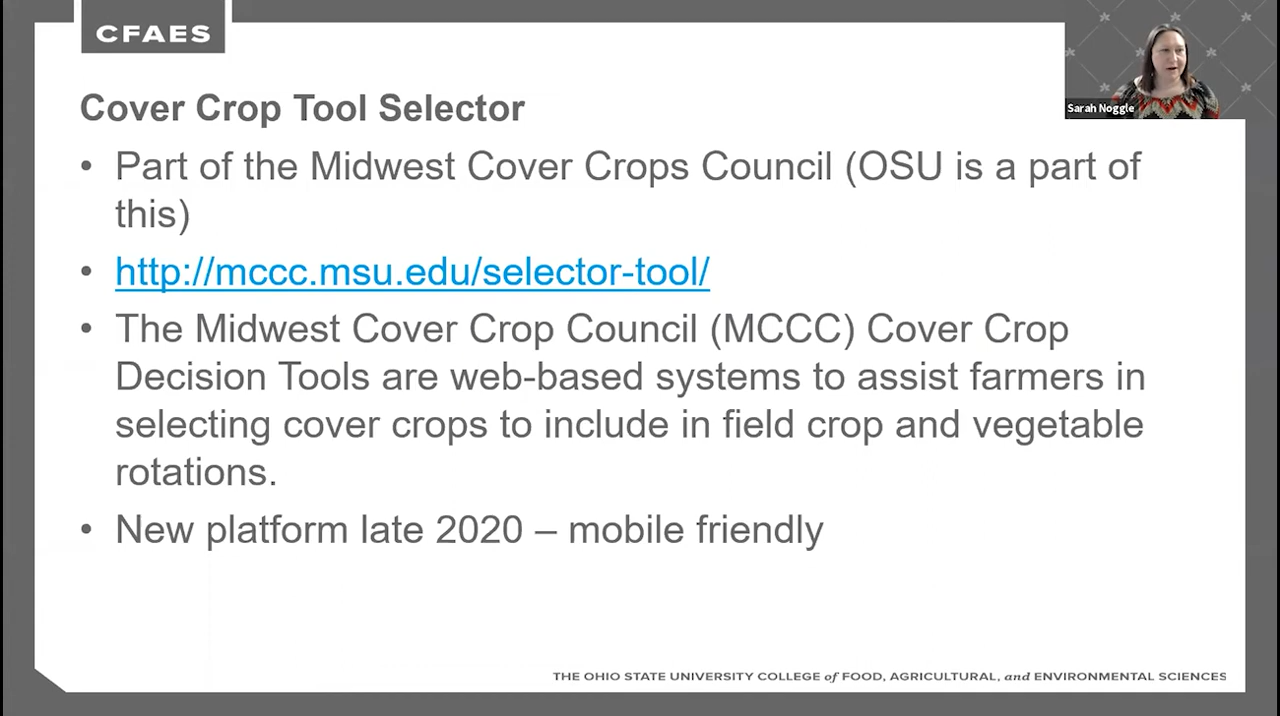 CFAES
Sarah Noggle
Cover Crop Tool Selector
• Part of the Midwest Cover Crops Council (OSU is a part of
this)
• http://mccc.msu.edu/selector-tool/
• The Midwest Cover Crop Council (MCCC) Cover Crop
Decision Tools are web-based systems to assist farmers in
selecting cover crops to include in field crop and vegetable
rotations.
• New platform late 2020 – mobile friendly
THE OHIO STATE UNIVERSITY COLLEGE of FOOD, AGRICULTURAL, and ENVIRONMENTAL SCIENCES